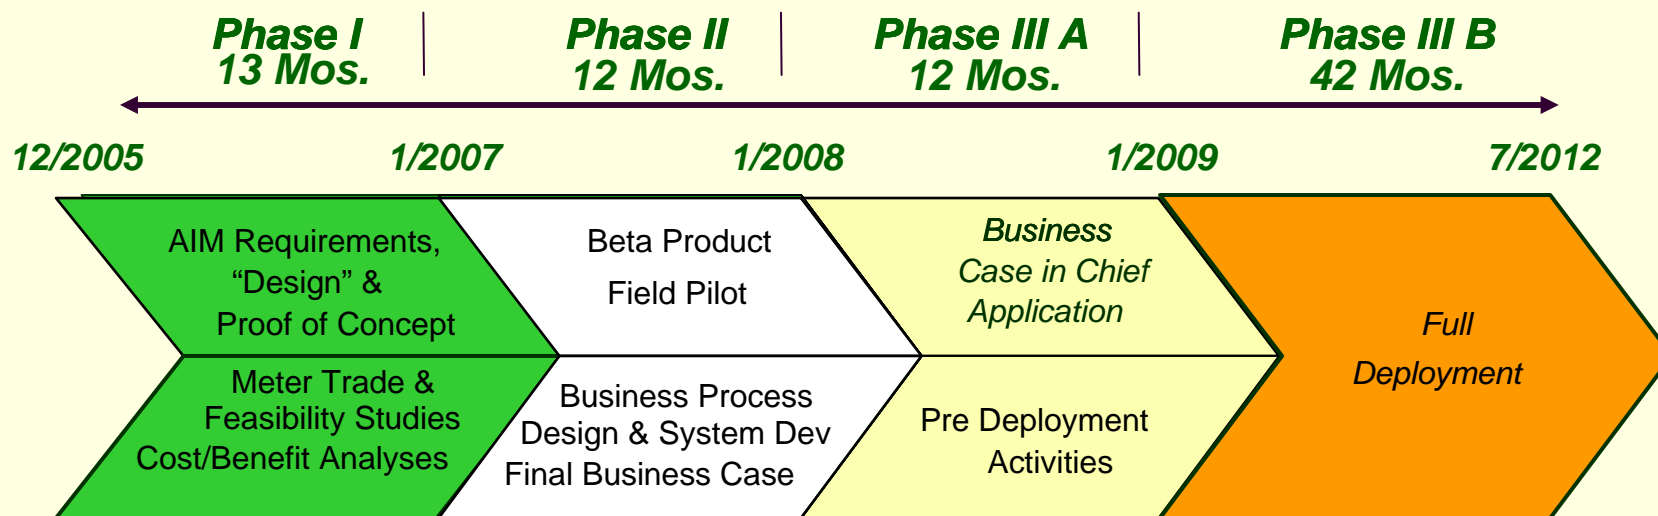 Phase I
13 Mos.
Phase II
12 Mos.
Phase III A
12 Mos.
Phase III B
42 Mos.
12/2005
1/2007
1/2008
1/2009
7/2012
AIM Requirements,
“Design” &
Proof of Concept
Meter Trade &
Feasibility Studies
Cost/Benefit Analyses
Beta Product
Field Pilot
Business Process
Design & System Dev
Final Business Case
Business
Case in Chief
Application
Pre Deployment
Activities
Full
Deployment